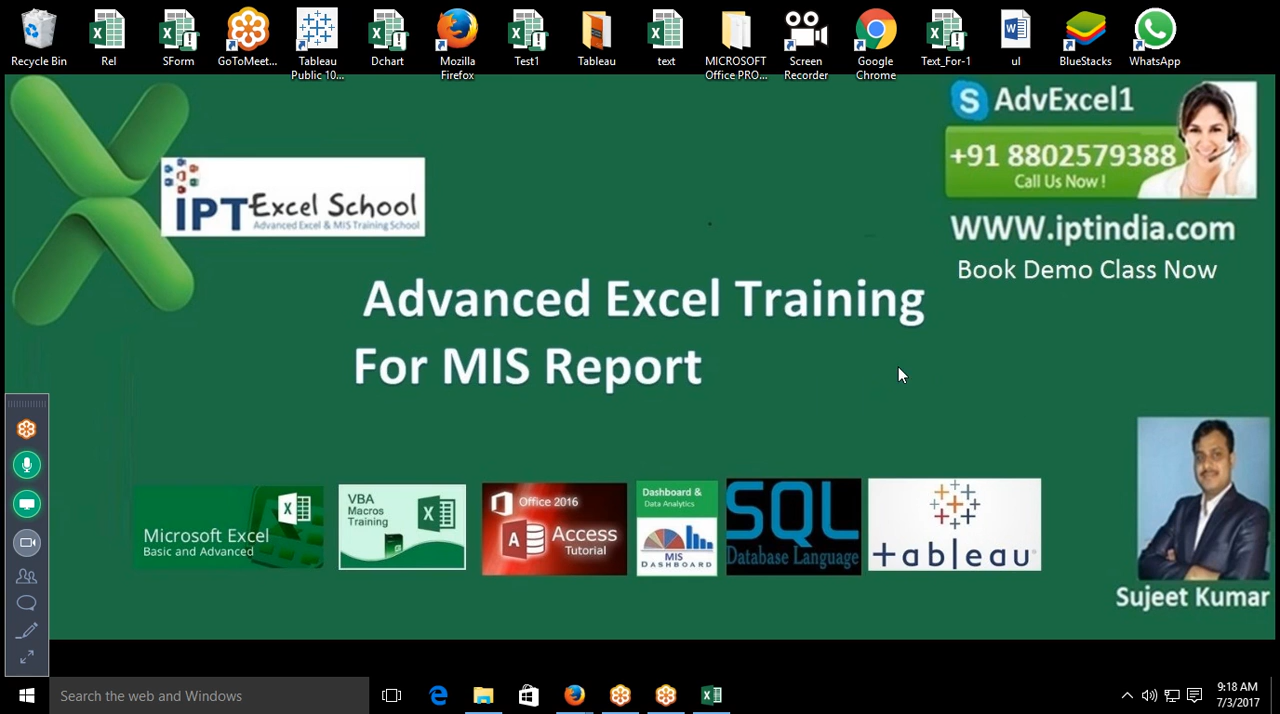 Recycle Bin
Rel
SForm
GoToMeet...
Tableau
Public 10...
Dchart
Mozilla
Firefox
Test1
Tableau
text
MICROSOFT
Office PRO...
Screen
Recorder
Google
Chrome
Text_For-1
ul
BlueStacks
WhatsApp
AdvExcel1
+91 8802579388
Call Us Now !
WWW.iptindia.com
Book Demo Class Now
IPT Excel School
Advanced Excel & MIS Training School
Advanced Excel Training
For MIS Report
Microsoft Excel
Basic and Advanced
VBA
Macros
Training
Office 2016
Access
Tutorial
Dashboard &
Data Analytics
MIS
DASHBOARD
SQL
Database Language
+ableau
Sujeet Kumar
Search the web and Windows
9:18 AM
7/3/2017